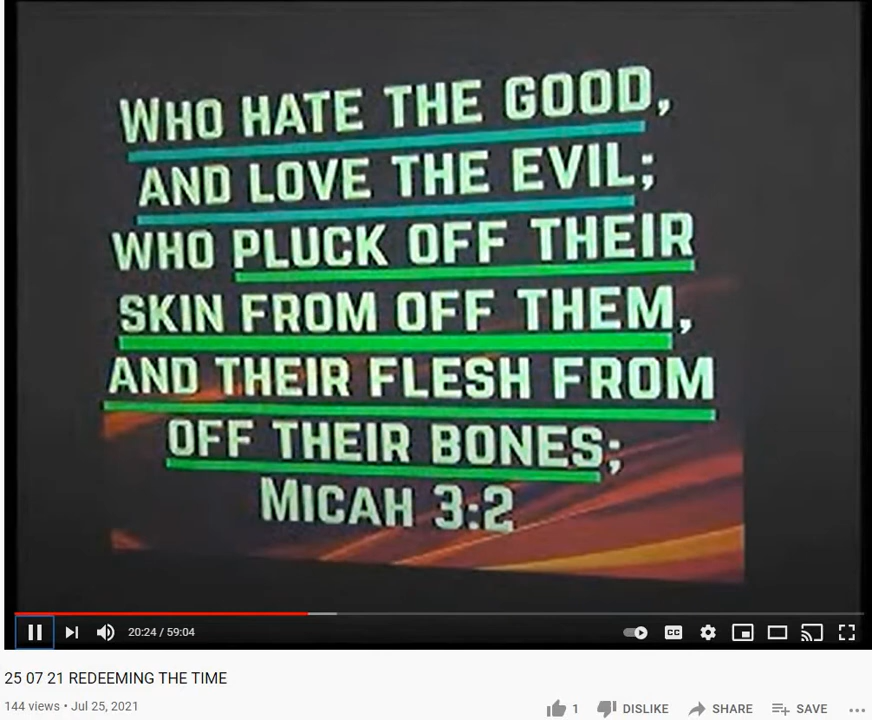 WHO HATE THE GOOD,
AND LOVE THE EVIL;
WHO PLUCK OFF THEIR
SKIN FROM OFF THEM,
AND THEIR FLESH FROM
OFF THEIR BONES;
MICAH 3:2
20:24 / 59:04
CC
25 07 21 REDEEMING THE TIME
144 views • Jul 25, 2021
1 DISLIKE SHARE SAVE